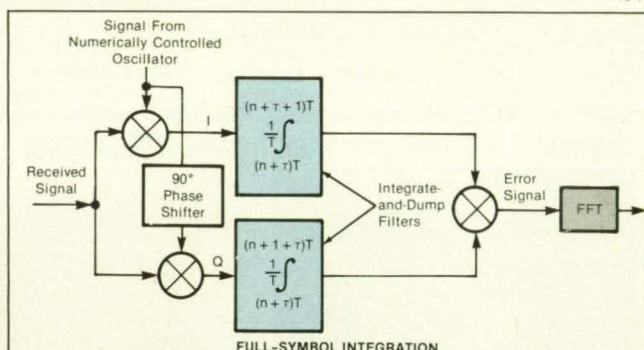 Signal From
Numerically Controlled
Oscillator
(n + τ + 1)T
1/T ∫
(n + τ)T
I
Received
Signal
90°
Phase
Shifter
Integrate-
and-Dump
Filters
Error
Signal
FFT
(n + 1 + τ)T
Q
1/T ∫
(n + τ)T
FULL-SYMBOL INTEGRATION